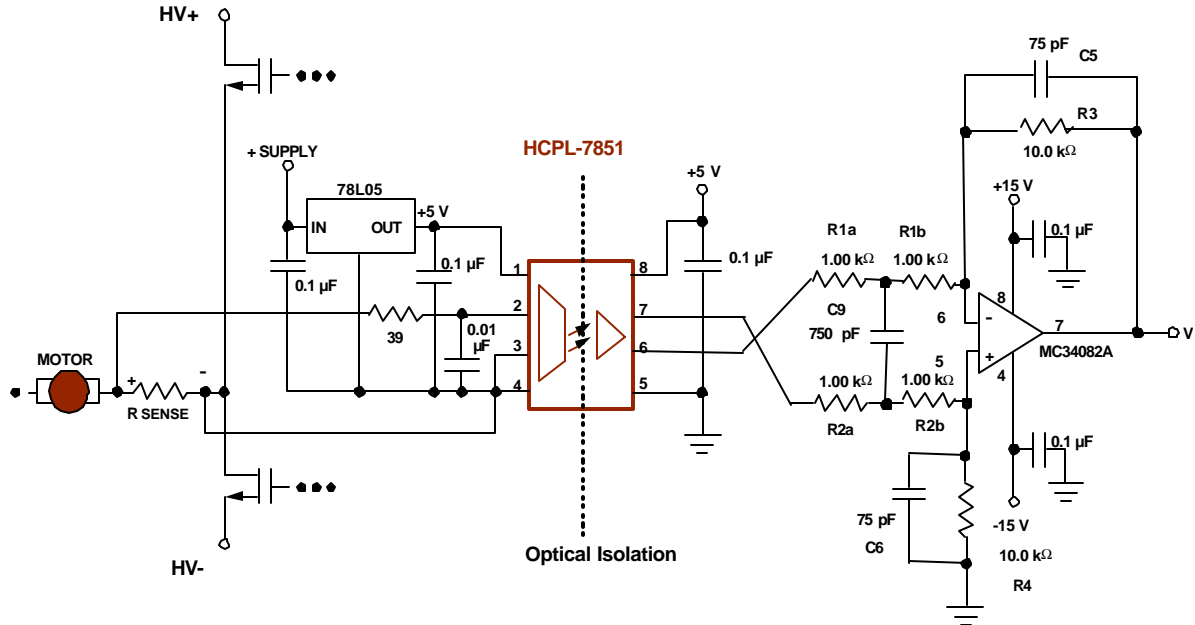 HV+
75 pF
C5
R3
10.0 kΩ
+ SUPPLY
HCPL-7851
78L05
+5 V
IN
OUT
+5 V
+15 V
0.1 µF
0.1 µF
0.1 µF
0.1 µF
R1a
R1b
1.00 kΩ
1.00 kΩ
1
2
3
4
8
7
6
5
39
0.01
µF
C9
750 pF
6
-
8
7
5
+
4
MC34082A
V
MOTOR
+
-
R SENSE
1.00 kΩ
1.00 kΩ
R2a
R2b
0.1 µF
75 pF
C6
-15 V
10.0 kΩ
R4
HV-
Optical Isolation